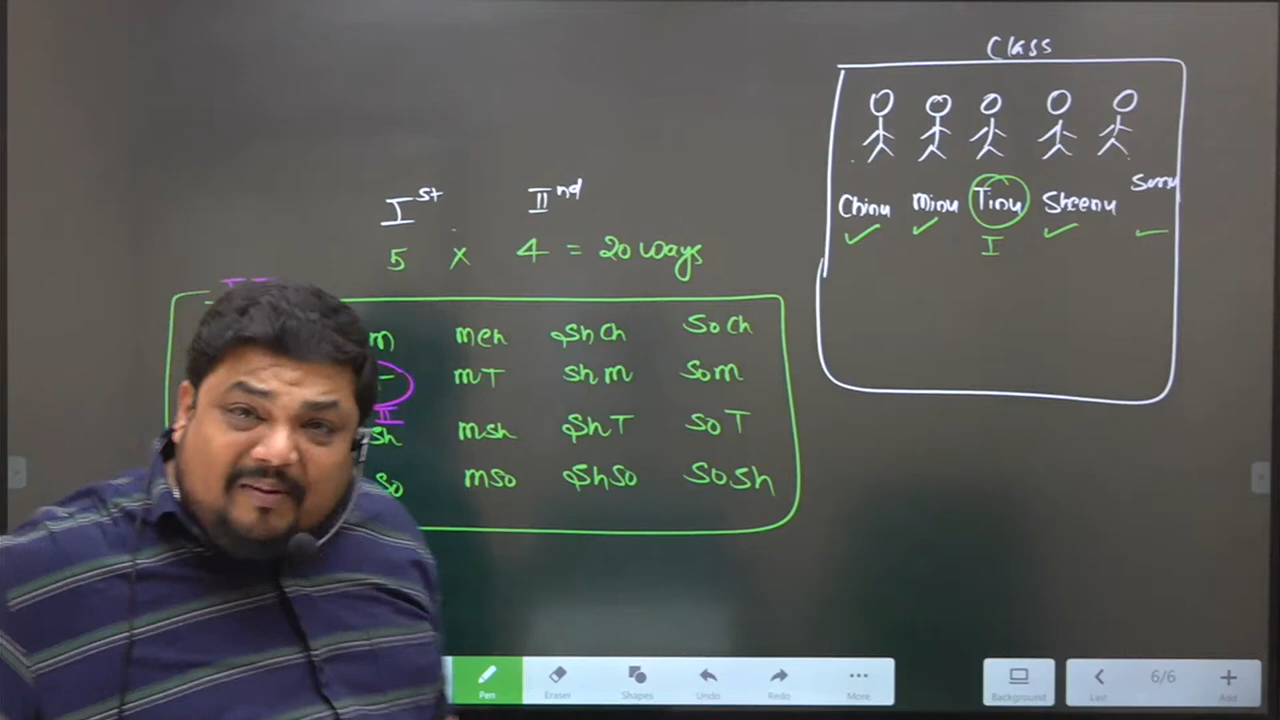 Class
Chinu Minu Tinu Sheenu Sonu
I
Ist IInd
5 x 4 = 20 ways
m mch ShCh SoCh
T mT Shm Som
II
Sh msh ShT SoT
So mso ShSo SoSh
Pen Eraser Shapes Undo Redo More Background Last 6/6 Add